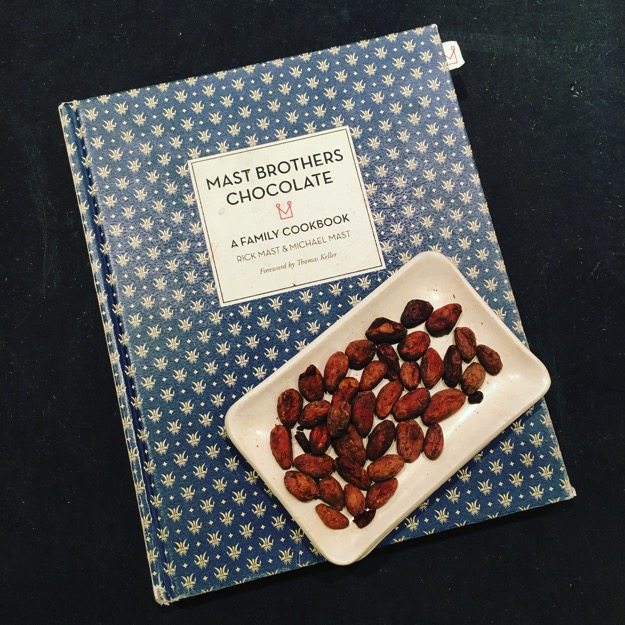 MAST BROTHERS
CHOCOLATE
A FAMILY COOKBOOK
RICK MAST & MICHAEL MAST
Foreword by Thomas Keller